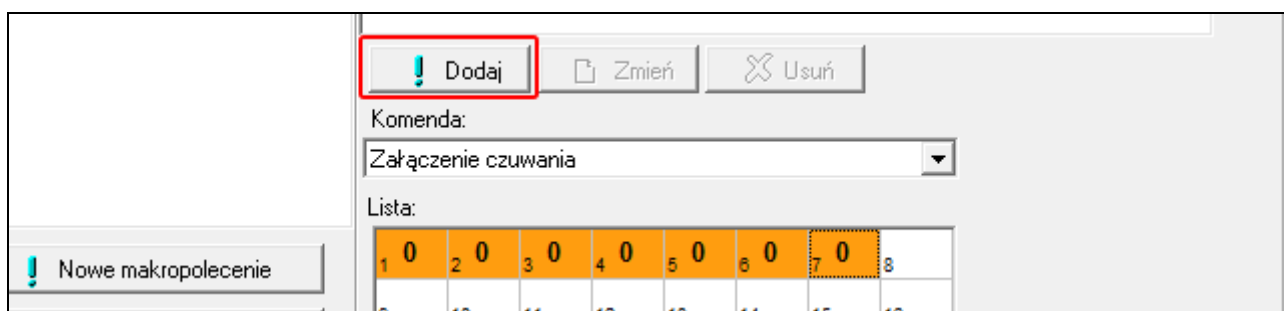 Dodaj Zmień Usuń
Komenda:
Załączenie czuwania
Lista:
1 0 2 0 3 0 4 0 5 0 6 0 7 0 8
Nowe makropolecenie